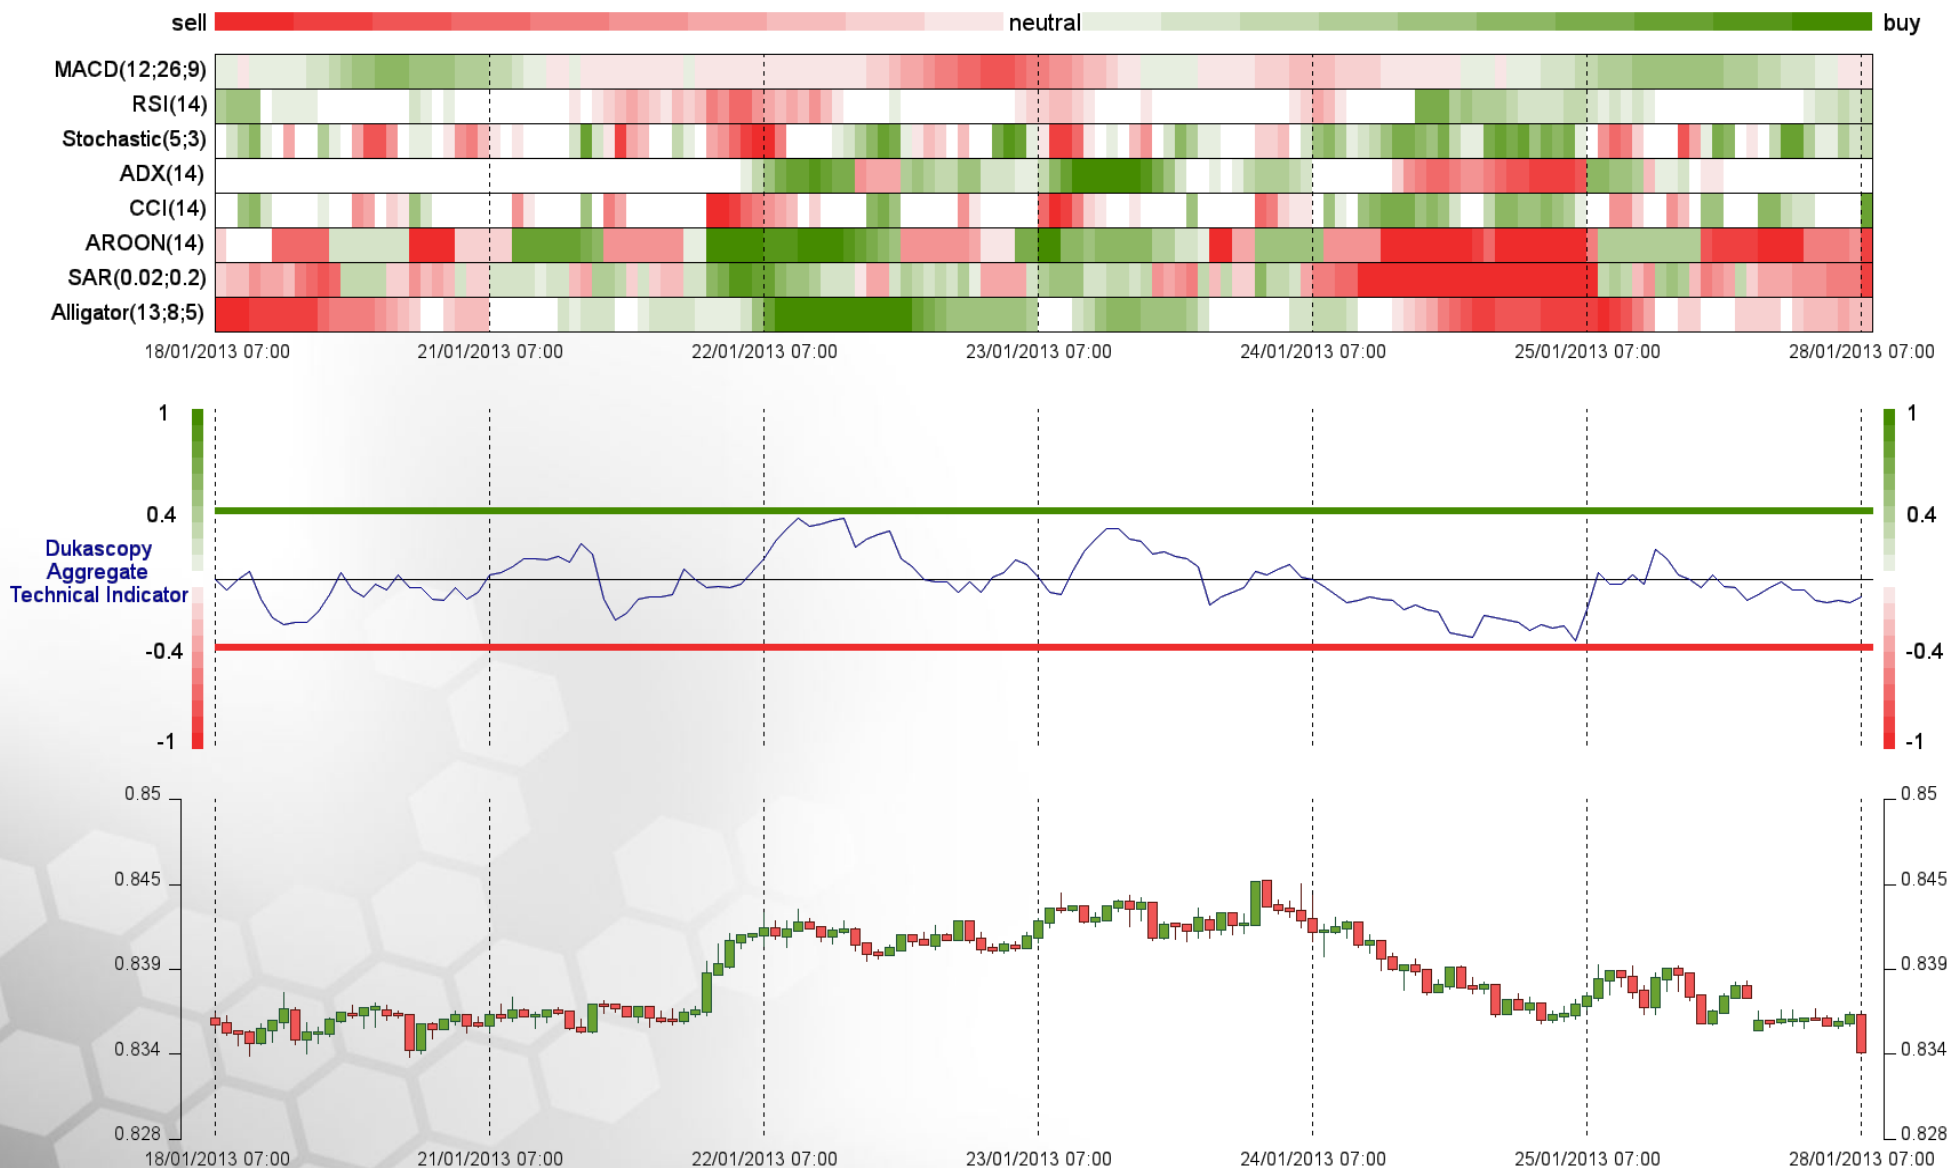 sell neutral buy
MACD(12;26;9)
RSI(14)
Stochastic(5;3)
ADX(14)
CCI(14)
AROON(14)
SAR(0.02;0.2)
Alligator(13;8;5)
18/01/2013 07:00 21/01/2013 07:00 22/01/2013 07:00 23/01/2013 07:00 24/01/2013 07:00 25/01/2013 07:00 28/01/2013 07:00
1 1
0.4 0.4
Dukascopy
Aggregate
Technical Indicator
-0.4 -0.4
-1 -1
0.85 0.85
0.845 0.845
0.839 0.839
0.834 0.834
0.828 0.828
18/01/2013 07:00 21/01/2013 07:00 22/01/2013 07:00 23/01/2013 07:00 24/01/2013 07:00 25/01/2013 07:00 28/01/2013 07:00